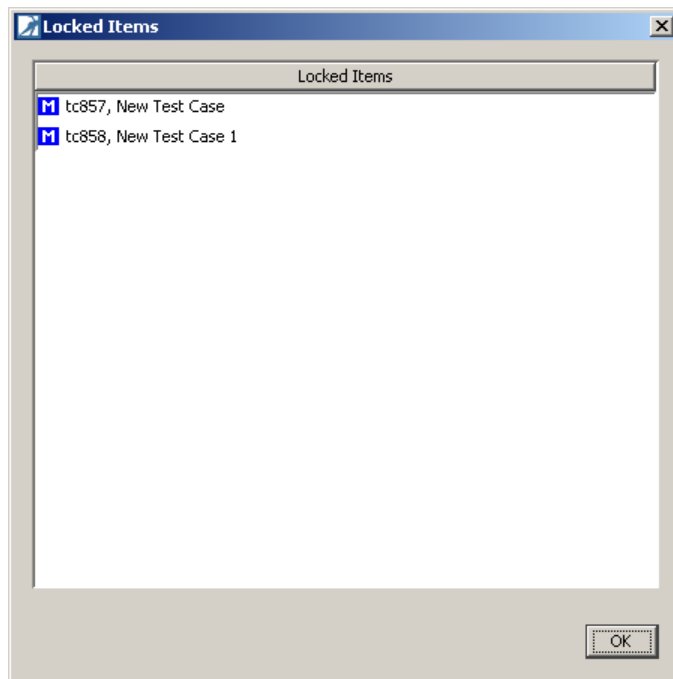 Locked Items
Locked Items
M tc857, New Test Case
M tc858, New Test Case 1
OK